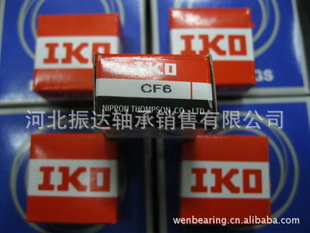 IKO
IKO
IKO
CF6
NIPPON THOMPSON CO., LTD.
河北振达轴承销售有限公司
IKO
IKO
GS
wenbearing.cn.alibaba.com